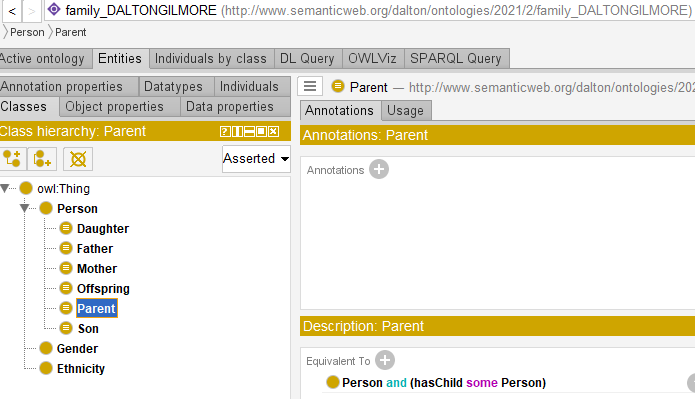 < > family_DALTONGILMORE (http://www.semanticweb.org/dalton/ontologies/2021/2/family_DALTONGILMORE)
Person Parent
Active ontology Entities Individuals by class DL Query OWLViz SPARQL Query
Annotation properties Datatypes Individuals
Classes Object properties Data properties
Parent — http://www.semanticweb.org/dalton/ontologies/202
Annotations Usage
Class hierarchy: Parent
Asserted
owl:Thing
Person
Daughter
Father
Mother
Offspring
Parent
Son
Gender
Ethnicity
Annotations: Parent
Annotations
Description: Parent
Equivalent To
Person and (hasChild some Person)